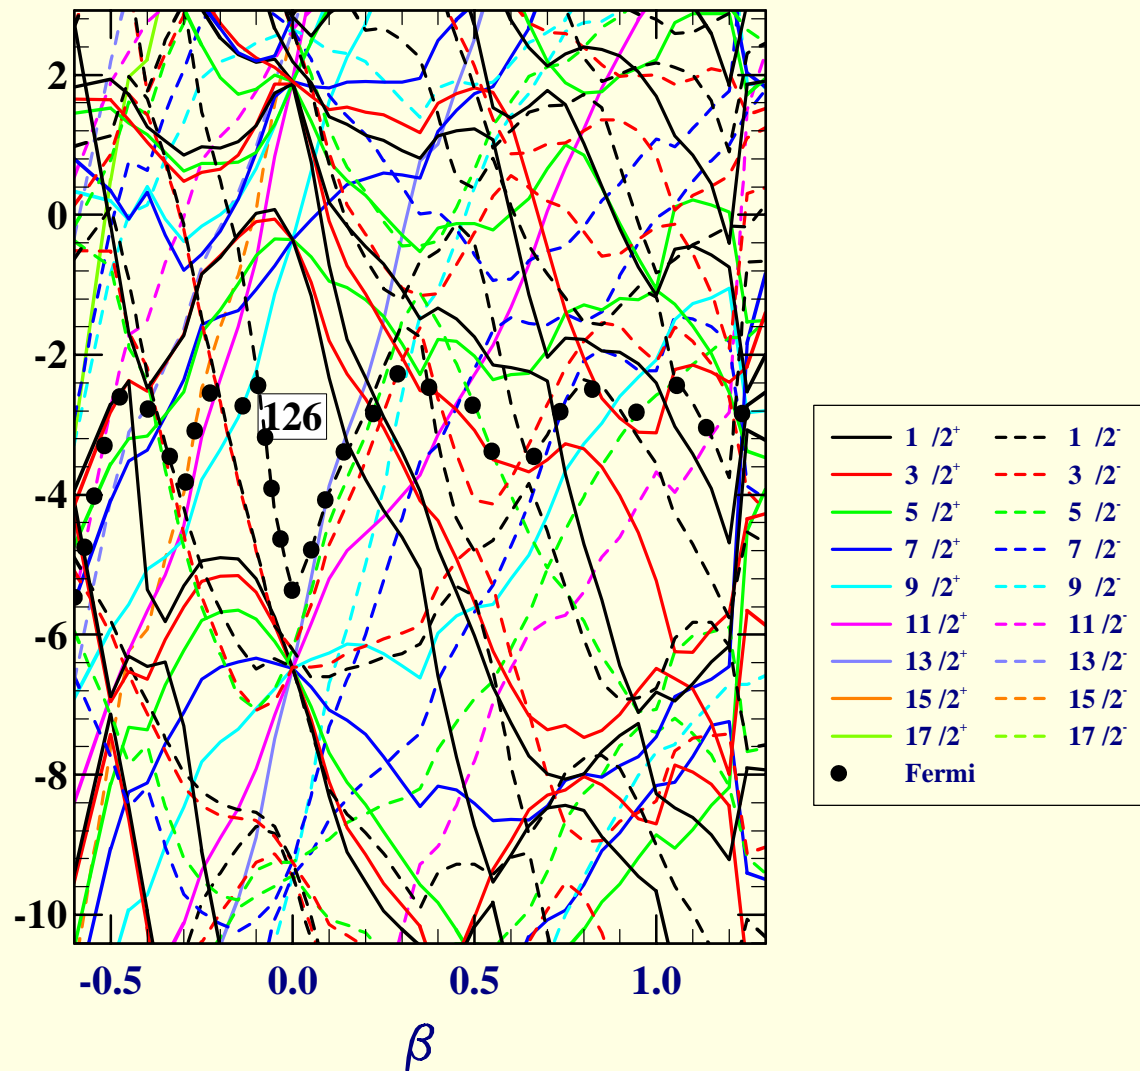 2
0
-2
-4
-6
-8
-10
126
-0.5 0.0 0.5 1.0
β
1 /2⁺ 1 /2⁻
3 /2⁺ 3 /2⁻
5 /2⁺ 5 /2⁻
7 /2⁺ 7 /2⁻
9 /2⁺ 9 /2⁻
11 /2⁺ 11 /2⁻
13 /2⁺ 13 /2⁻
15 /2⁺ 15 /2⁻
17 /2⁺ 17 /2⁻
Fermi